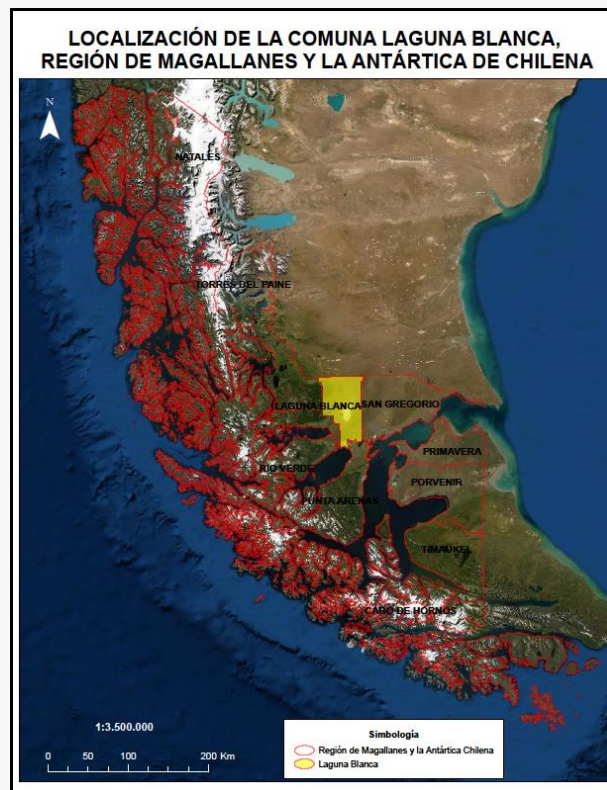 LOCALIZACIÓN DE LA COMUNA LAGUNA BLANCA,
REGIÓN DE MAGALLANES Y LA ANTÁRTICA DE CHILENA
N
NATALES
TORRES DEL PAINE
LAGUNA BLANCA
SAN GREGORIO
PRIMAVERA
RIO VERDE
PORVENIR
PUNTA ARENAS
TIMAUKEL
CABO DE HORNOS
1:3.500.000
0 50 100 200 Km
Simbología
Región de Magallanes y la Antártica Chilena
Laguna Blanca